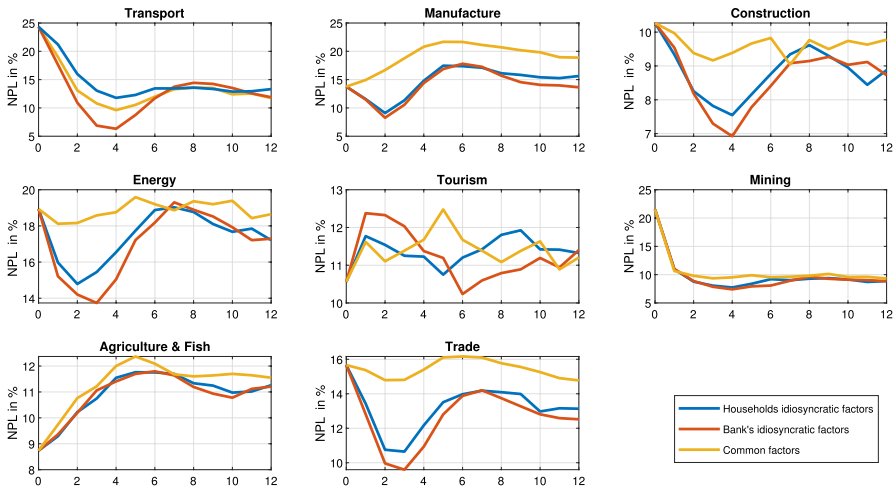 Transport
NPL in %
25
20
15
10
5
0 2 4 6 8 10 12
Manufacture
NPL in %
25
20
15
10
5
0 2 4 6 8 10 12
Construction
NPL in %
10
9
8
7
0 2 4 6 8 10 12
Energy
NPL in %
20
18
16
14
0 2 4 6 8 10 12
Tourism
NPL in %
13
12
11
10
0 2 4 6 8 10 12
Mining
NPL in %
25
20
15
10
5
0 2 4 6 8 10 12
Agriculture & Fish
NPL in %
12
11
10
9
8
0 2 4 6 8 10 12
Trade
NPL in %
16
14
12
10
0 2 4 6 8 10 12
Households idiosyncratic factors
Bank's idiosyncratic factors
Common factors